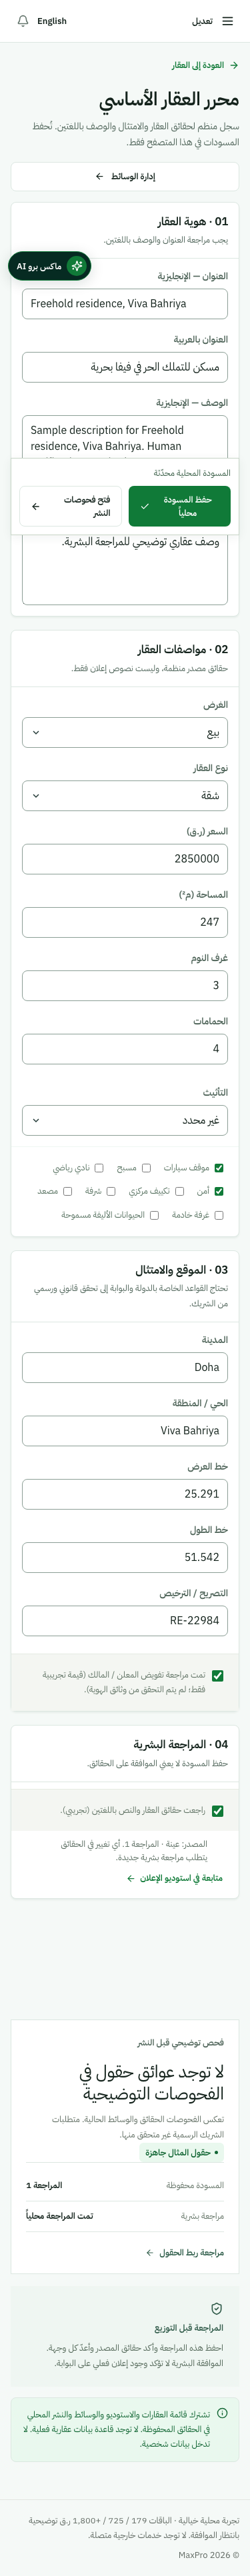 تعديل
English
العودة إلى العقار
محرر العقار الأساسي
سجل منظم لحقائق العقار والامتثال والوصف باللغتين. تُحفظ
المسودات في هذا المتصفح فقط.
إدارة الوسائط
01 · هوية العقار
يجب مراجعة العنوان والوصف باللغتين.
ماكس برو AI
العنوان — الإنجليزية
Freehold residence, Viva Bahriya
العنوان بالعربية
مسكن للتملك الحر في فيفا بحرية
الوصف — الإنجليزية
Sample description for Freehold
residence, Viva Bahriya. Human
المسودة المحلية محدّثة
حفظ المسودة
محلياً
فتح فحوصات
النشر
وصف عقاري توضيحي للمراجعة البشرية.
02 · مواصفات العقار
حقائق مصدر منظمة، وليست نصوص إعلان فقط.
الغرض
بيع
نوع العقار
شقة
السعر (ر.ق)
2850000
المساحة (م²)
247
غرف النوم
3
الحمامات
4
التأثيث
غير محدد
موقف سيارات
مسبح
نادي رياضي
أمن
تكييف مركزي
شرفة
مصعد
غرفة خادمة
الحيوانات الأليفة مسموحة
03 · الموقع والامتثال
تحتاج القواعد الخاصة بالدولة والبوابة إلى تحقق قانوني ورسمي
من الشريك.
المدينة
Doha
الحي / المنطقة
Viva Bahriya
خط العرض
25.291
خط الطول
51.542
التصريح / الترخيص
RE-22984
تمت مراجعة تفويض المعلن / المالك (قيمة تجريبية
فقط؛ لم يتم التحقق من وثائق الهوية).
04 · المراجعة البشرية
حفظ المسودة لا يعني الموافقة على الحقائق.
راجعت حقائق العقار والنص باللغتين (تجريبي).
المصدر: عينة · المراجعة 1. أي تغيير في الحقائق
يتطلب مراجعة بشرية جديدة.
متابعة في استوديو الإعلان
فحص توضيحي قبل النشر
لا توجد عوائق حقول في
الفحوصات التوضيحية
تعكس الفحوصات الحقائق والوسائط الحالية. متطلبات
الشريك الرسمية غير متحقق منها.
• حقول المثال جاهزة
المسودة محفوظة
المراجعة 1
مراجعة بشرية
تمت المراجعة محلياً
مراجعة ربط الحقول
المراجعة قبل التوزيع
احفظ هذه المراجعة وأكد حقائق المصدر وأعدّ كل وجهة.
الموافقة البشرية لا تؤكد وجود إعلان فعلي على البوابة.
تشترك قائمة العقارات والاستوديو والوسائط والنشر المحلي
في الحقائق المحفوظة. لا توجد قاعدة بيانات عقارية فعلية. لا
تدخل بيانات شخصية.
تجربة محلية خيالية · الباقات 179 / 725 / +1,800 ر.ق توضيحية
بانتظار الموافقة. لا توجد خدمات خارجية متصلة.
© 2026 MaxPro